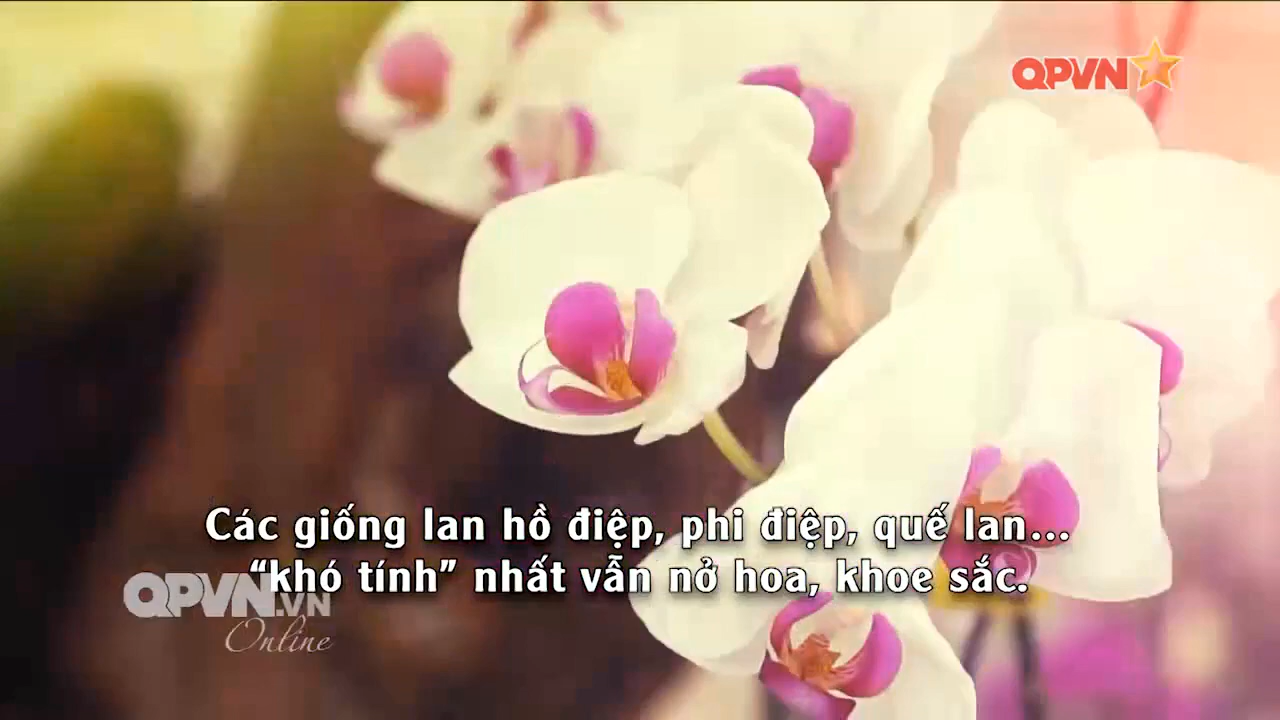 QPVN
Các giống lan hồ điệp, phi điệp, quế lan...
“khó tính” nhất vẫn nở hoa, khoe sắc.
QPVN.VN
Online